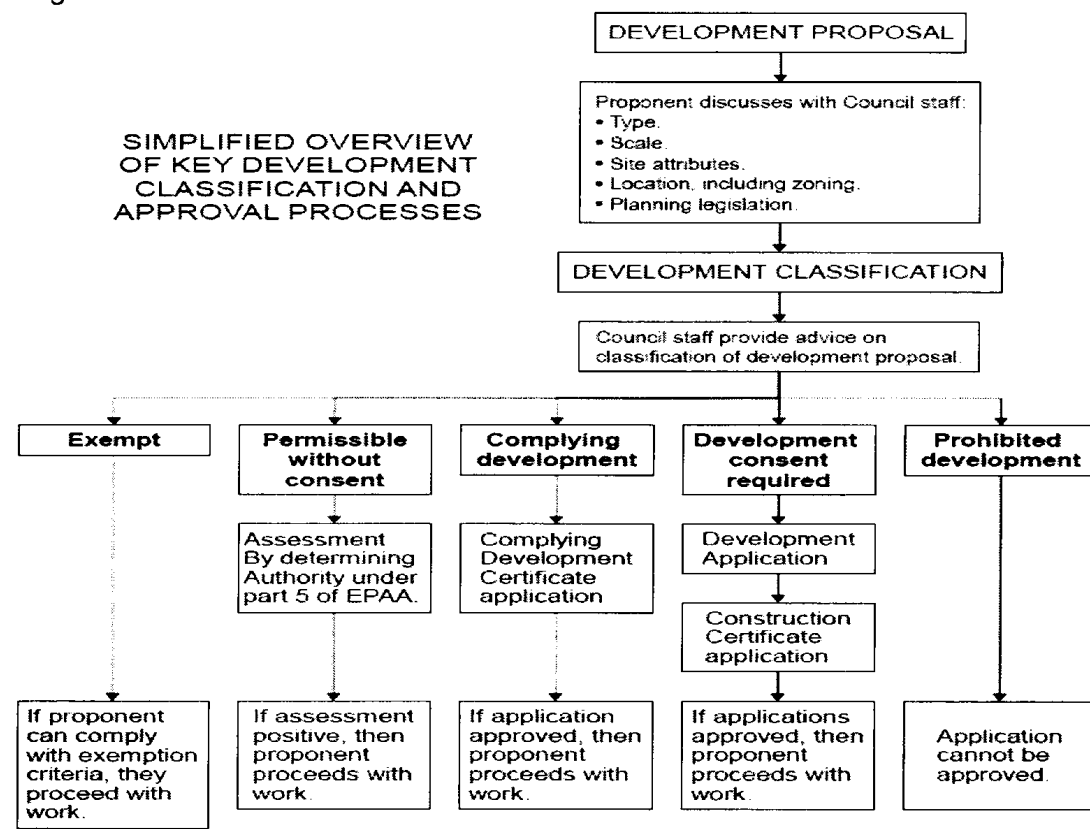 DEVELOPMENT PROPOSAL
Proponent discusses with Council staff:
• Type.
• Scale.
• Site attributes.
• Location, including zoning.
• Planning legislation.
SIMPLIFIED OVERVIEW
OF KEY DEVELOPMENT
CLASSIFICATION AND
APPROVAL PROCESSES
DEVELOPMENT CLASSIFICATION
Council staff provide advice on
classification of development proposal.
Exempt
Permissible
without
consent
Complying
development
Development
consent
required
Prohibited
development
Assessment
By determining
Authority under
part 5 of EPAA.
Complying
Development
Certificate
application
Development
Application
Construction
Certificate
application
If proponent
can comply
with exemption
criteria, they
proceed with
work.
If assessment
positive, then
proponent
proceeds with
work.
If application
approved, then
proponent
proceeds with
work.
If applications
approved, then
proponent
proceeds with
work.
Application
cannot be
approved.